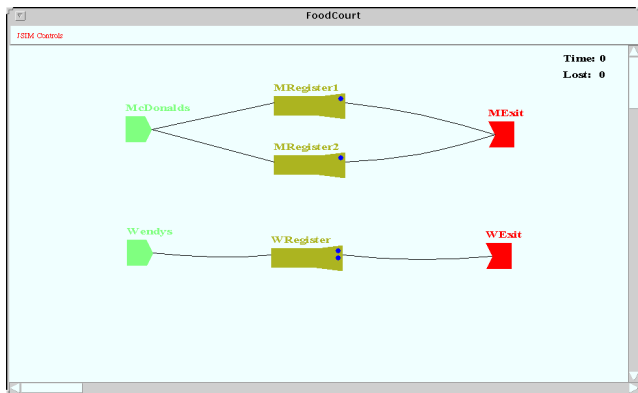 FoodCourt
JSIM Controls
Time: 0
Lost: 0
MRegister1
McDonalds
MExit
MRegister2
Wendys
WRegister
WExit